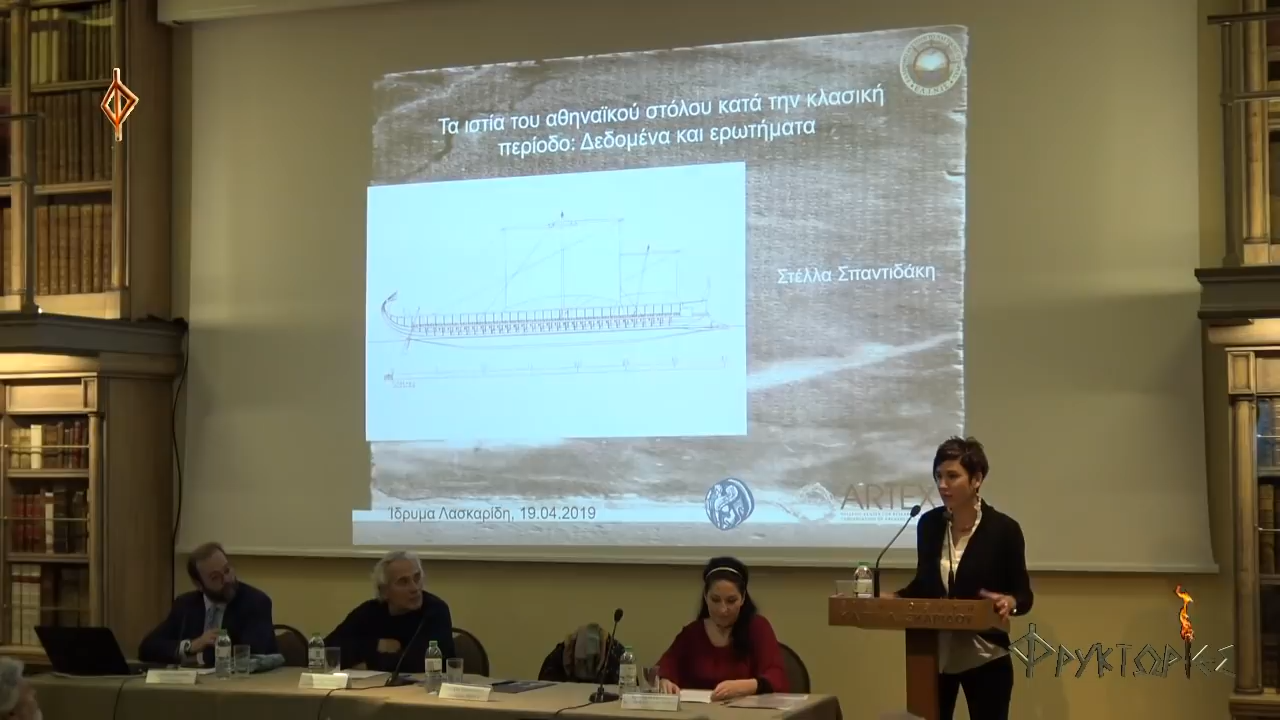 Τα ιστία του αθηναϊκού στόλου κατά την κλασική
περίοδο: Δεδομένα και ερωτήματα
Στέλλα Σπαντιδάκη
Ίδρυμα Λασκαρίδη, 19.04.2019
ARTEX
Φρυκτωρίες